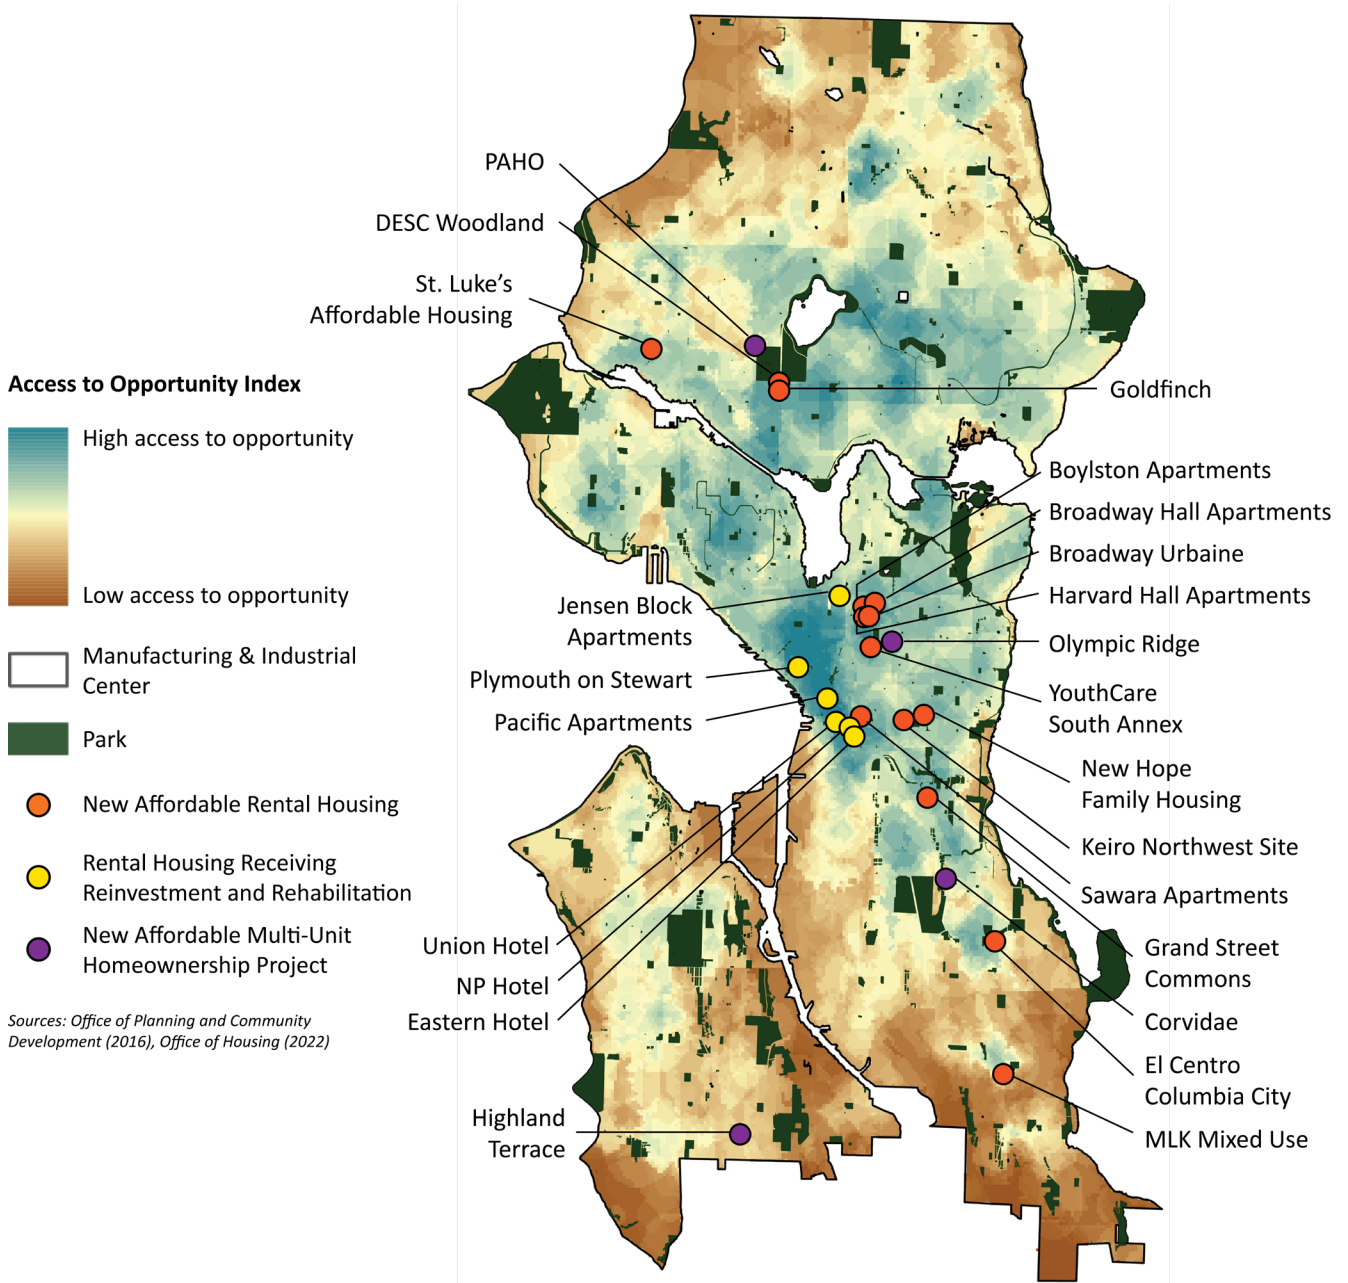 PAHO
DESC Woodland
St. Luke's
Affordable Housing
Access to Opportunity Index
High access to opportunity
Low access to opportunity
Manufacturing & Industrial
Center
Park
New Affordable Rental Housing
Rental Housing Receiving
Reinvestment and Rehabilitation
New Affordable Multi-Unit
Homeownership Project
Sources: Office of Planning and Community
Development (2016), Office of Housing (2022)
Jensen Block
Apartments
Plymouth on Stewart
Pacific Apartments
Union Hotel
NP Hotel
Eastern Hotel
Highland
Terrace
Goldfinch
Boylston Apartments
Broadway Hall Apartments
Broadway Urbaine
Harvard Hall Apartments
Olympic Ridge
YouthCare
South Annex
New Hope
Family Housing
Keiro Northwest Site
Sawara Apartments
Grand Street
Commons
Corvidae
El Centro
Columbia City
MLK Mixed Use